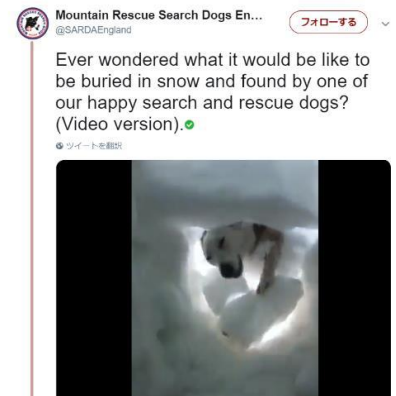 Mountain Rescue Search Dogs En...
@SARDAEngland
フォローする
Ever wondered what it would be like to
be buried in snow and found by one of
our happy search and rescue dogs?
(Video version).
ツイートを翻訳